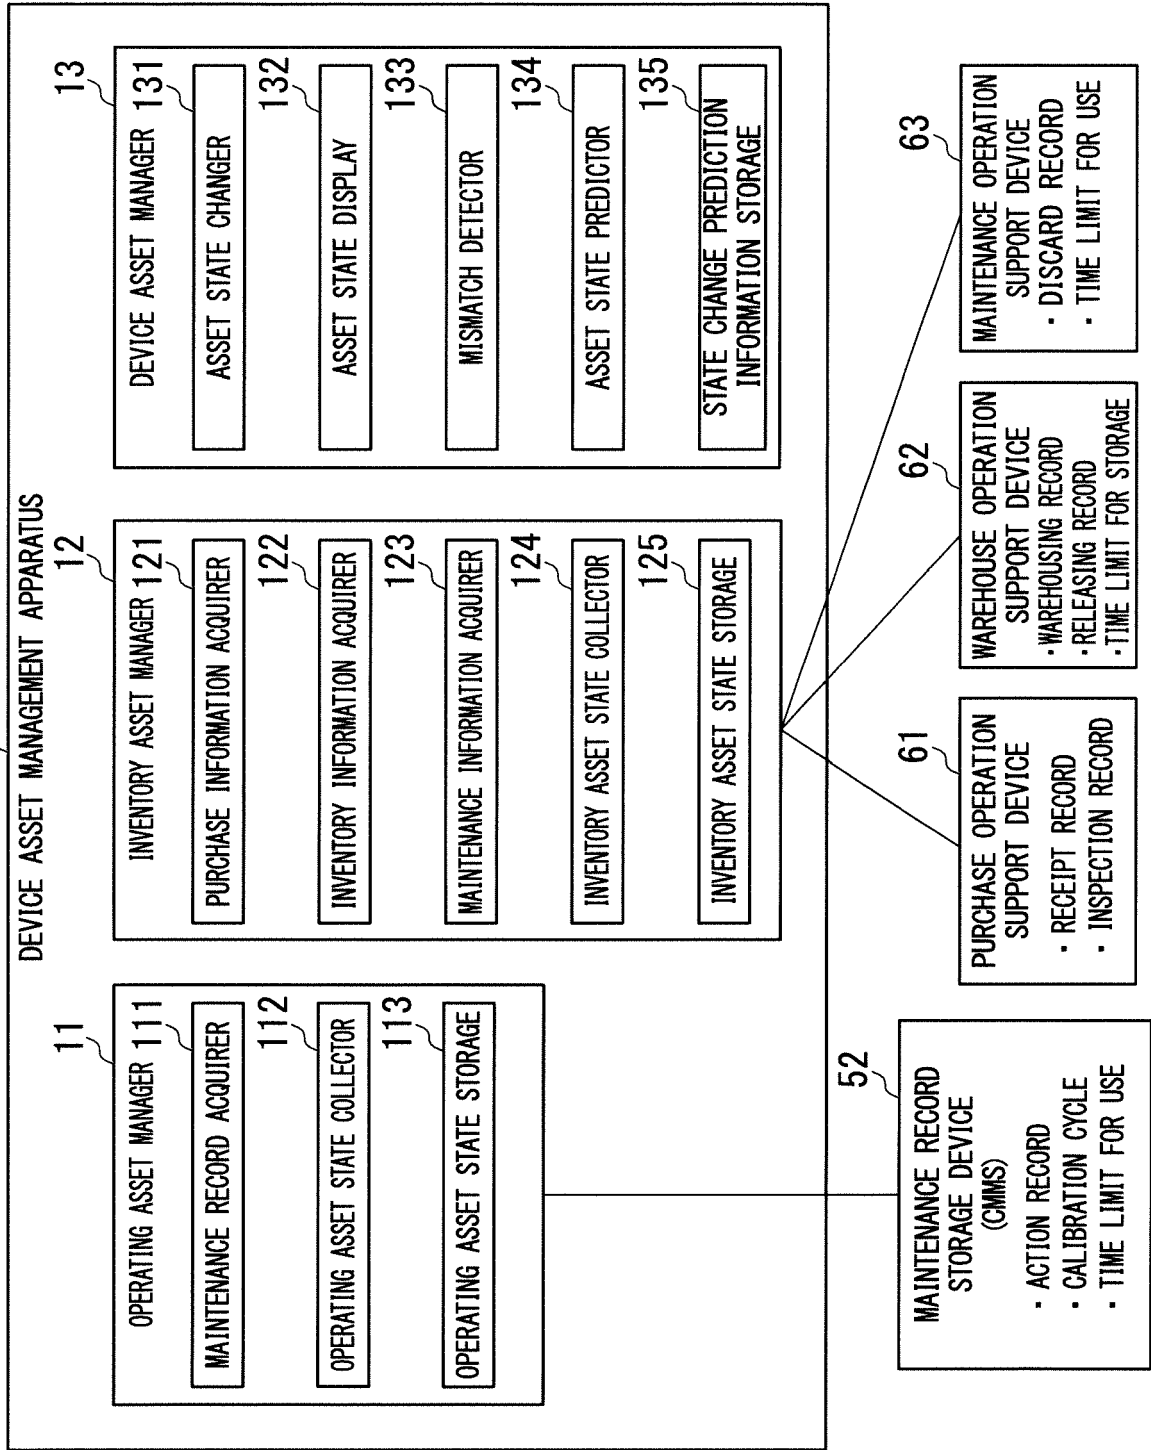 DEVICE ASSET MANAGEMENT APPARATUS
11
OPERATING ASSET MANAGER
111
MAINTENANCE RECORD ACQUIRER
112
OPERATING ASSET STATE COLLECTOR
113
OPERATING ASSET STATE STORAGE
12
INVENTORY ASSET MANAGER
121
PURCHASE INFORMATION ACQUIRER
122
INVENTORY INFORMATION ACQUIRER
123
MAINTENANCE INFORMATION ACQUIRER
124
INVENTORY ASSET STATE COLLECTOR
125
INVENTORY ASSET STATE STORAGE
13
DEVICE ASSET MANAGER
131
ASSET STATE CHANGER
132
ASSET STATE DISPLAY
133
MISMATCH DETECTOR
134
ASSET STATE PREDICTOR
135
STATE CHANGE PREDICTION
INFORMATION STORAGE
52
MAINTENANCE RECORD
STORAGE DEVICE
(CMMS)
・ACTION RECORD
・CALIBRATION CYCLE
・TIME LIMIT FOR USE
61
PURCHASE OPERATION
SUPPORT DEVICE
・RECEIPT RECORD
・INSPECTION RECORD
62
WAREHOUSE OPERATION
SUPPORT DEVICE
・WAREHOUSING RECORD
・RELEASING RECORD
・TIME LIMIT FOR STORAGE
63
MAINTENANCE OPERATION
SUPPORT DEVICE
・DISCARD RECORD
・TIME LIMIT FOR USE